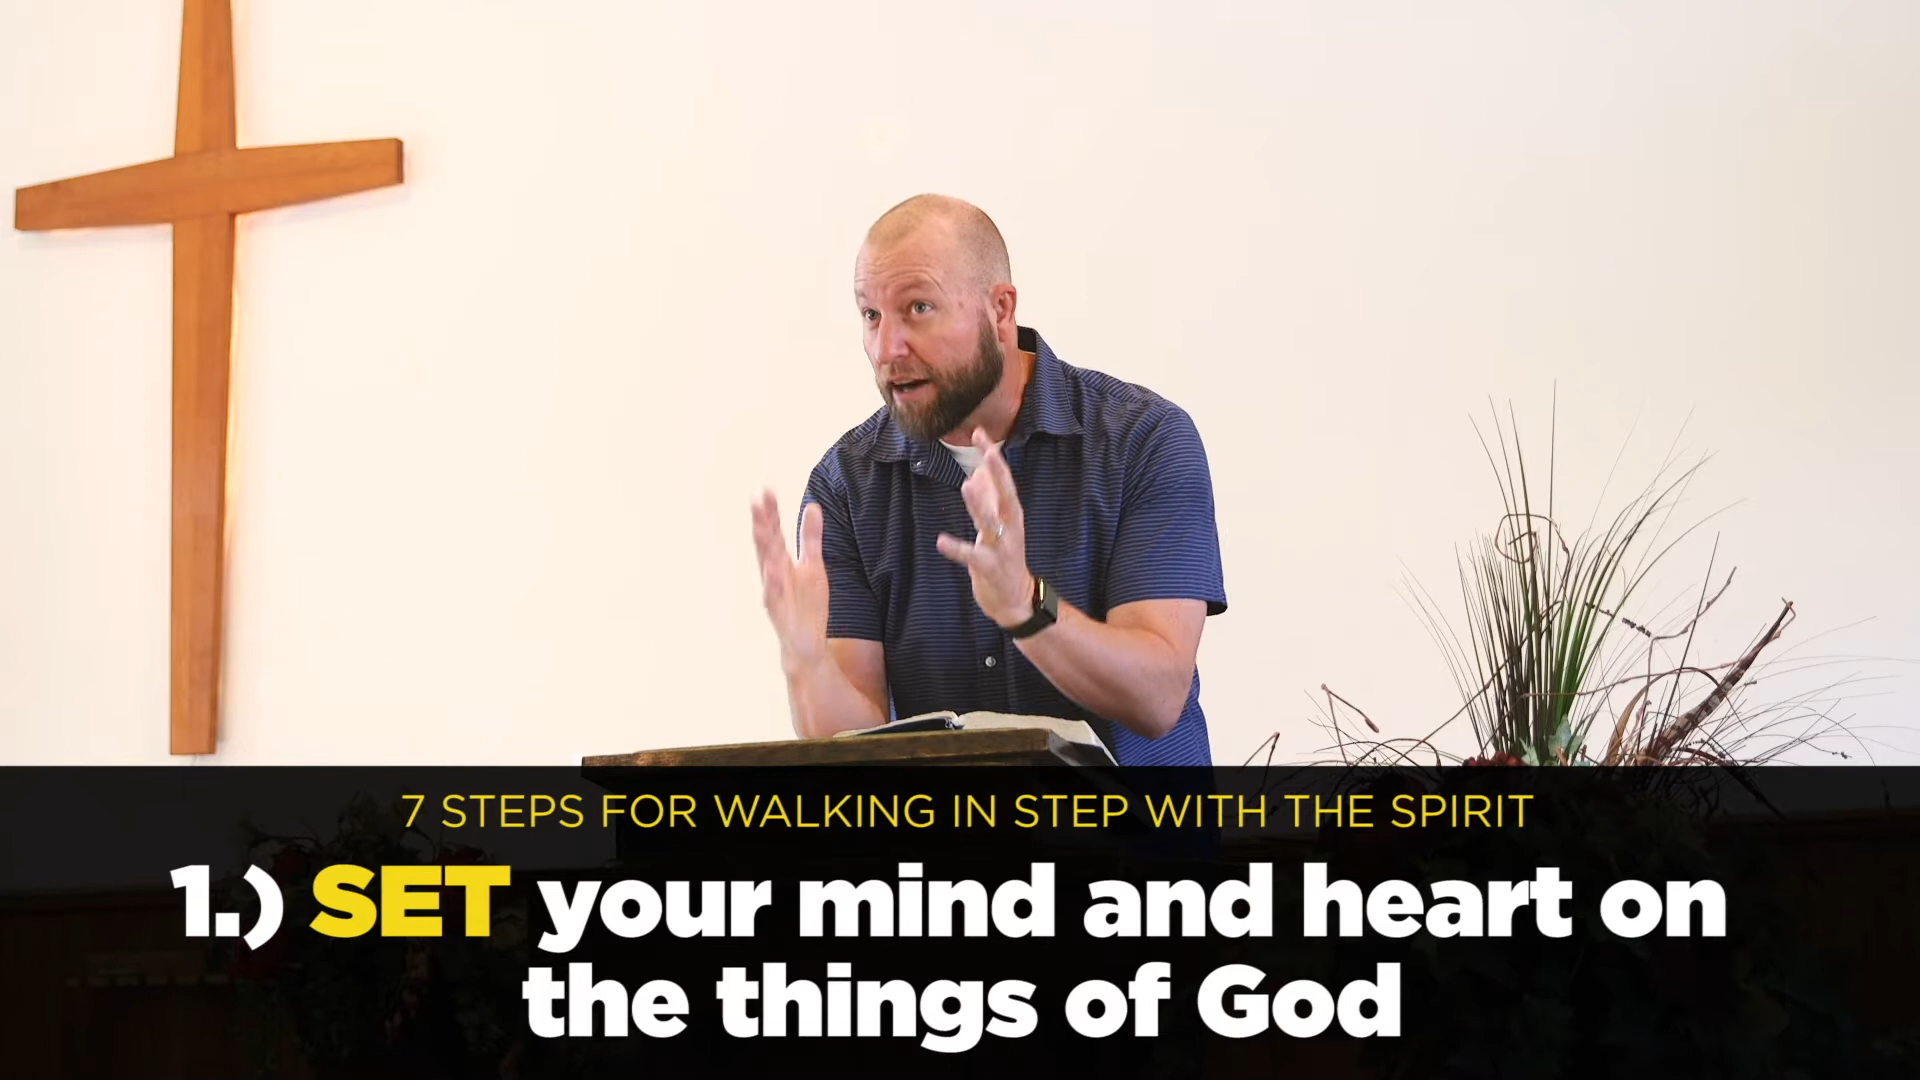 7 STEPS FOR WALKING IN STEP WITH THE SPIRIT
1.) SET your mind and heart on
the things of God